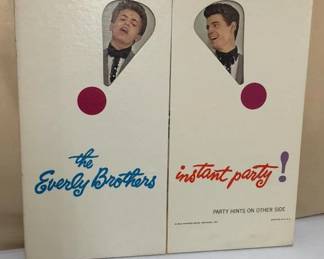 the
Everly Brothers
instant party!
PARTY HINTS ON OTHER SIDE